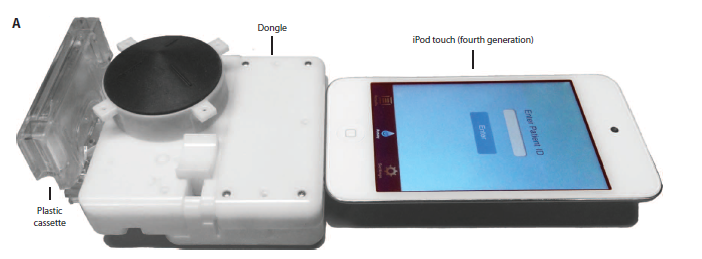 A
Dongle
iPod touch (fourth generation)
Enter Patient ID
Enter
Plastic
cassette